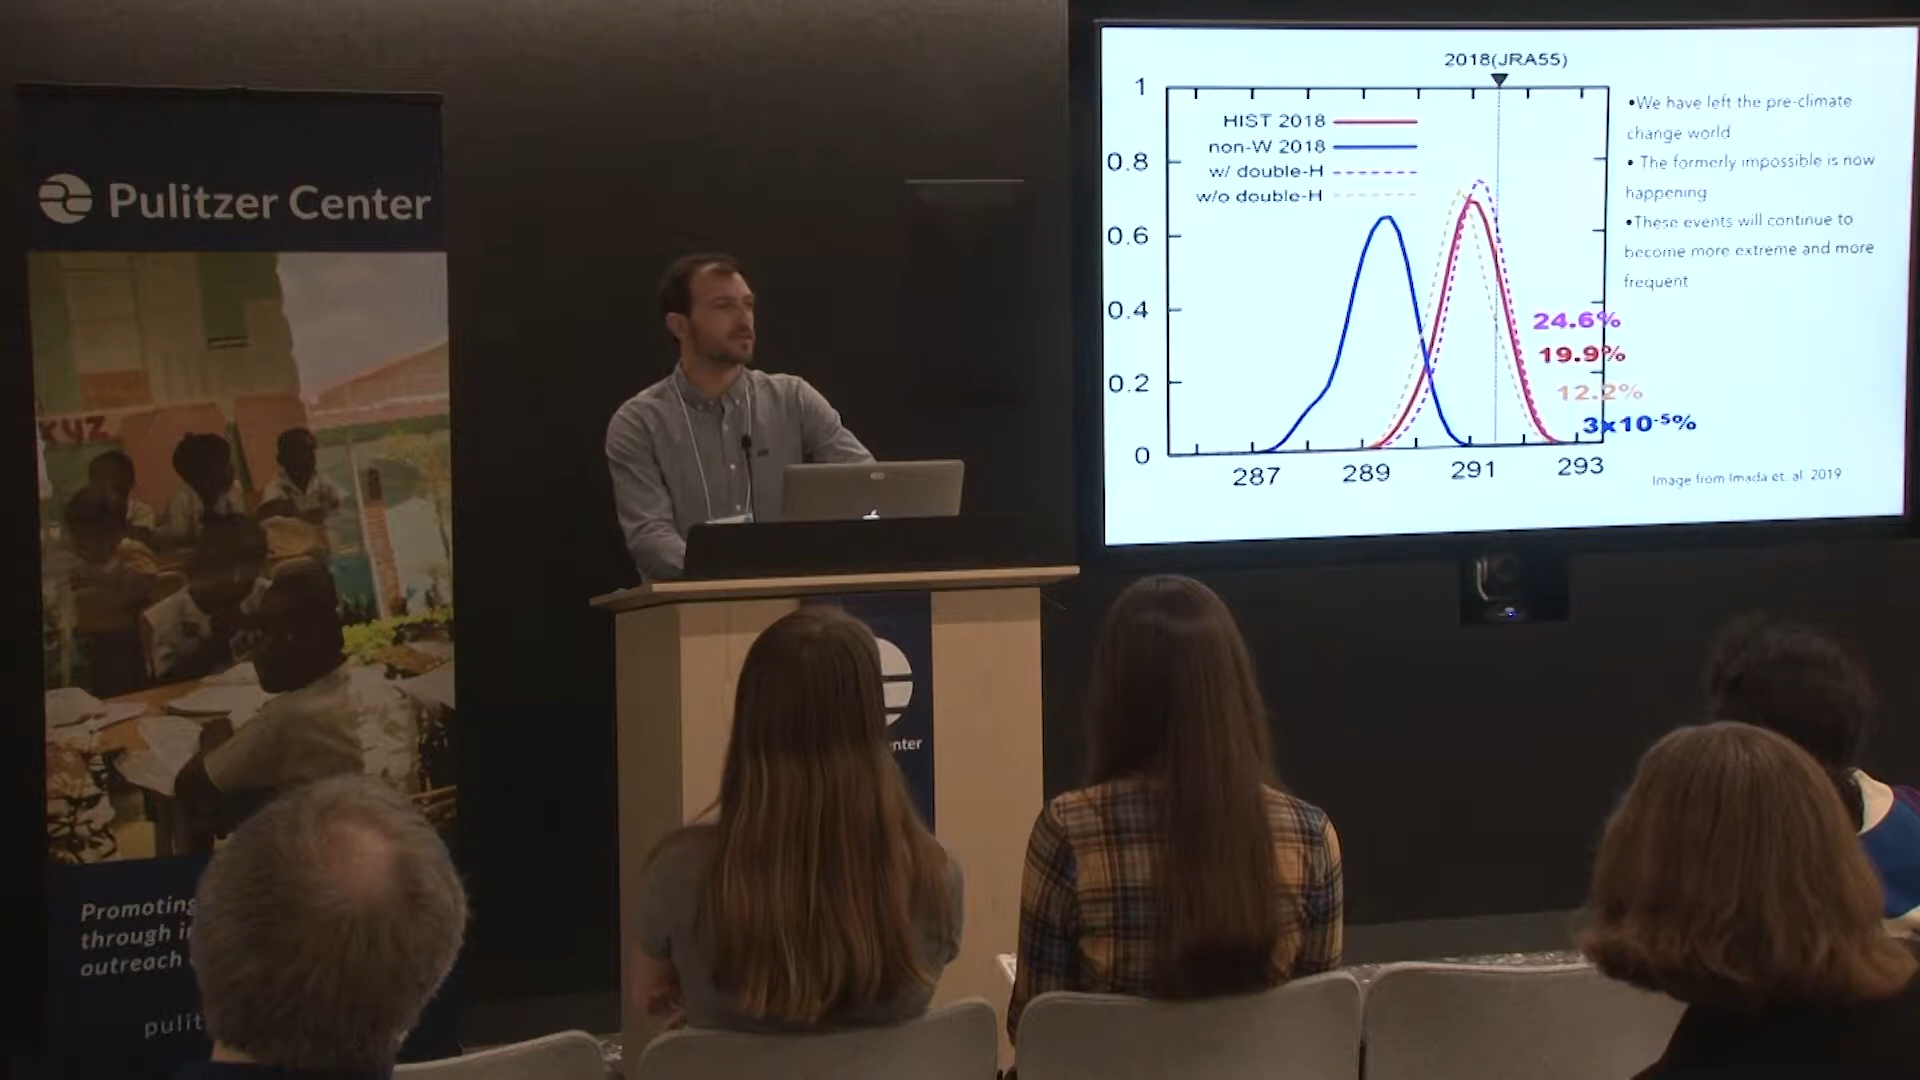 Pulitzer Center
xyz
Promoting
through
outreach
pulit
nter
2018(JRA55)
1
0.8
0.6
0.4
0.2
0
HIST 2018
non-W 2018
w/ double-H
w/o double-H
24.6%
19.9%
12.2%
3x10-5%
287 289 291 293
•We have left the pre-climate
change world
• The formerly impossible is now
happening
•These events will continue to
become more extreme and more
frequent
Image from Imada et. al 2019